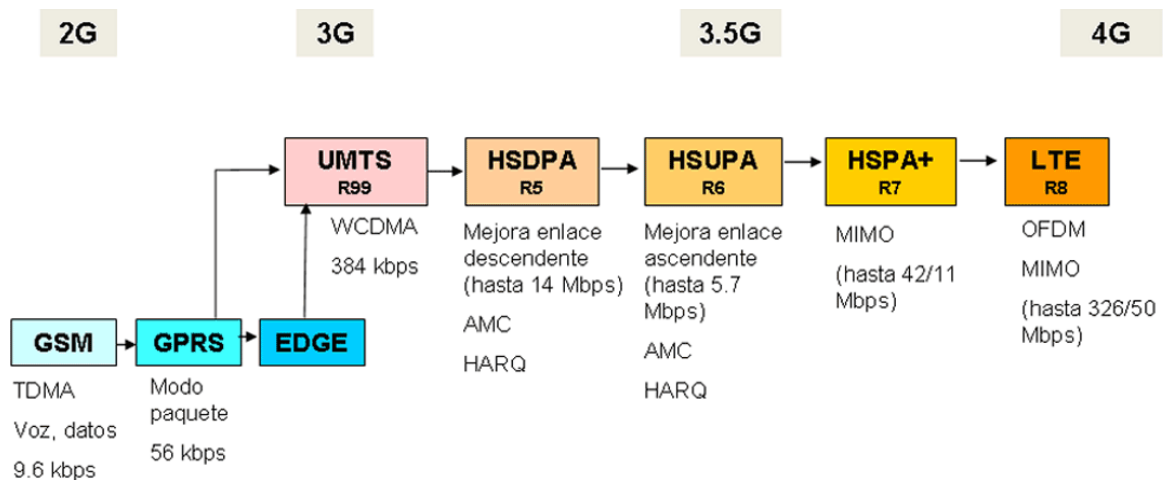 2G
3G
3.5G
4G
UMTS
R99
WCDMA
384 kbps
HSDPA
R5
Mejora enlace
descendente
(hasta 14 Mbps)
AMC
HARQ
HSUPA
R6
Mejora enlace
ascendente
(hasta 5.7
Mbps)
AMC
HARQ
HSPA+
R7
MIMO
(hasta 42/11
Mbps)
LTE
R8
OFDM
MIMO
(hasta 326/50
Mbps)
GSM
TDMA
Voz, datos
9.6 kbps
GPRS
Modo
paquete
56 kbps
EDGE